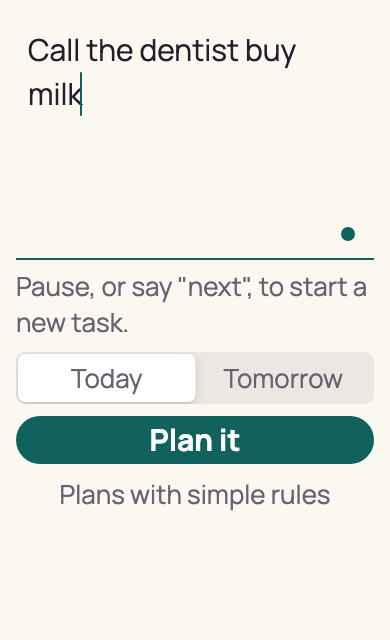 Call the dentist buy
milk
Pause, or say "next", to start a
new task.
Today
Tomorrow
Plan it
Plans with simple rules